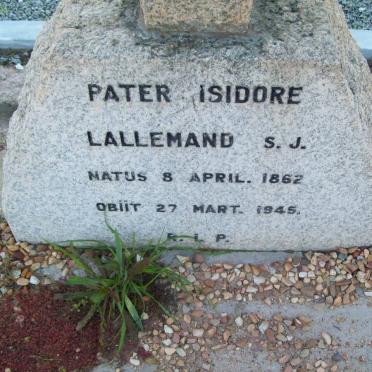 PATER ISIDORE
LALLEMAND S. J.
NATUS 8 APRIL. 1862
OBIIT 27 MART. 1945.
R. I. P.